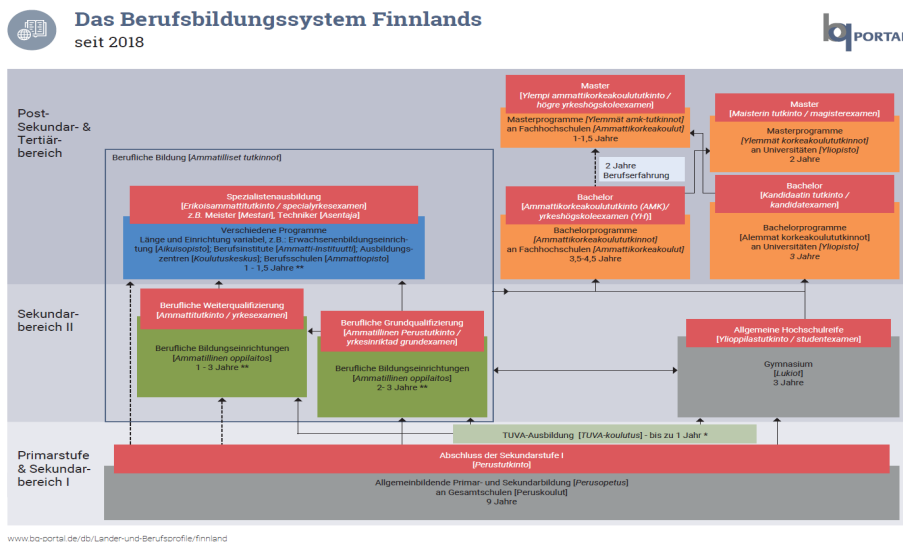 Das Berufsbildungssystem Finnlands
seit 2018
bq PORTAL
Post-
Sekundar- &
Tertiär-
bereich
Master
[Ylempi ammattikorkeakoulututkinto /
högre yrkeshögskoleexamen]
Masterprogramme [Ylemmät amk-tutkinnot]
an Fachhochschulen [Ammattikorkeakoulut]
1-1,5 Jahre
Master
[Maisterin tutkinto / magisterexamen]
Masterprogramme
[Ylemmät korkeakoulututkinnot]
an Universitäten [Yliopisto]
2 Jahre
Berufliche Bildung [Ammatilliset tutkinnot]
2 Jahre
Berufserfahrung
Spezialistenausbildung
[Erikoisammattitutkinto / specialyrkesexamen]
z.B. Meister [Mestari], Techniker [Asentaja]
Verschiedene Programme
Länge und Einrichtung variabel, z.B.: Erwachsenenbildungseinrich-
tung [Aikuisopisto]; Berufsinstitute [Ammatti-Instituutti]; Ausbildungs-
zentren [Koulutuskeskus]; Berufsschulen [Ammattiopisto]
1 - 1,5 Jahre **
Bachelor
[Ammattikorkeakoulututkinto (AMK)/
yrkeshögskoleexamen (YH)]
Bachelorprogramme
[Ammattikorkeakoulututkinnot]
an Fachhochschulen [Ammattikorkeakoulut]
3,5-4,5 Jahre
Bachelor
[Kandidaatin tutkinto /
kandidatexamen]
Bachelorprogramme
[Alemmat korkeakoulututkinnot]
an Universitäten [Yliopisto]
3 Jahre
Sekundar-
bereich II
Berufliche Weiterqualifizierung
[Ammattitutkinto / yrkesexamen]
Berufliche Bildungseinrichtungen
[Ammatillinen oppilaitos]
1 - 3 Jahre **
Berufliche Grundqualifizierung
[Ammatillinen Perustutkinto /
yrkesinriktad grundexamen]
Berufliche Bildungseinrichtungen
[Ammatillinen oppilaitos]
2- 3 Jahre **
Allgemeine Hochschulreife
[Ylioppilastutkinto / studentexamen]
Gymnasium
[Lukiot]
3 Jahre
TUVA-Ausbildung [TUVA-koulutus] - bis zu 1 Jahr *
Primarstufe
& Sekundar-
bereich I
Abschluss der Sekundarstufe I
[Perustutkinto]
Allgemeinbildende Primar- und Sekundarbildung [Perusopetus]
an Gesamtschulen [Peruskoulut]
9 Jahre
www.bq-portal.de/db/Lander-und-Berufsprofile/finnland